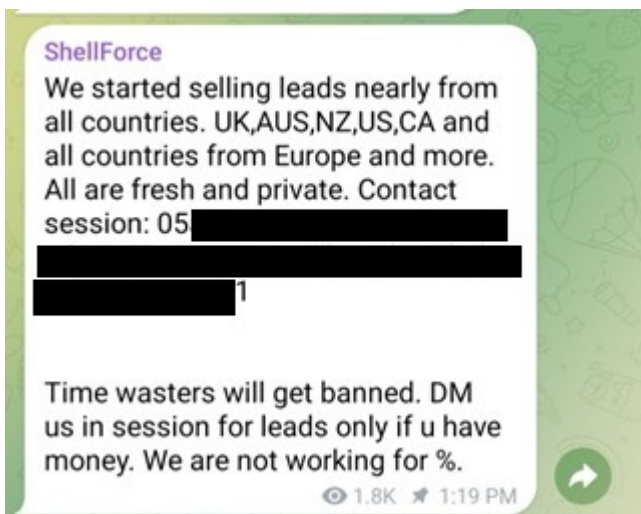 ShellForce
We started selling leads nearly from
all countries. UK,AUS,NZ,US,CA and
all countries from Europe and more.
All are fresh and private. Contact
session: 05
1
Time wasters will get banned. DM
us in session for leads only if u have
money. We are not working for %.
1.8K 1:19 PM